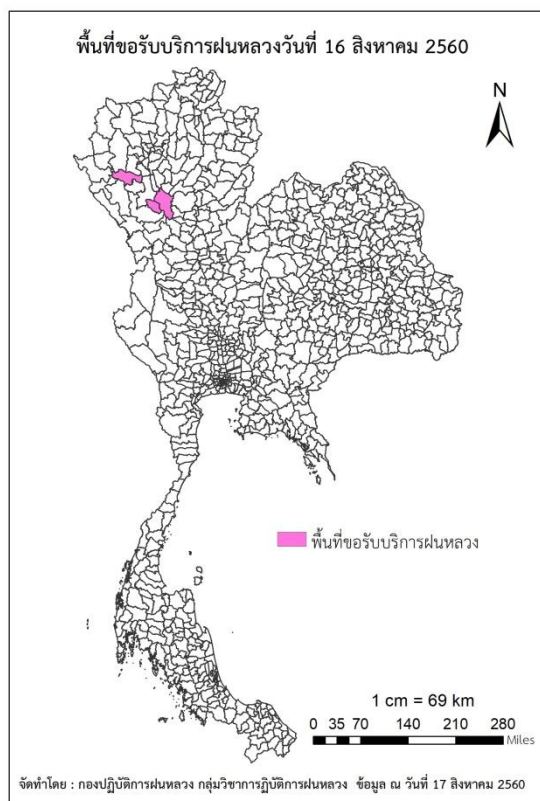 พื้นที่ขอรับบริการฝนหลวงวันที่ 16 สิงหาคม 2560
N
พื้นที่ขอรับบริการฝนหลวง
1 cm = 69 km
0 35 70 140 210 280
Miles
จัดทำโดย : กองปฏิบัติการฝนหลวง กลุ่มวิชาการฏิบัติการฝนหลวง ข้อมูล ณ วันที่ 17 สิงหาคม 2560